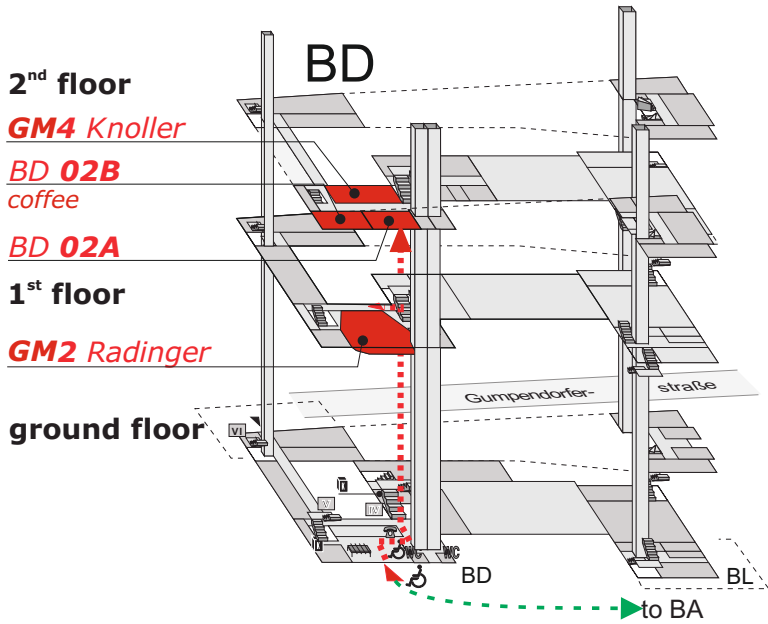 BD
2nd floor
GM4 Knoller
BD 02B
coffee
BD 02A
1st floor
GM2 Radinger
Gumpendorfer-
straße
ground floor
VI
V
IV
WC
WC
BD
BL
to BA